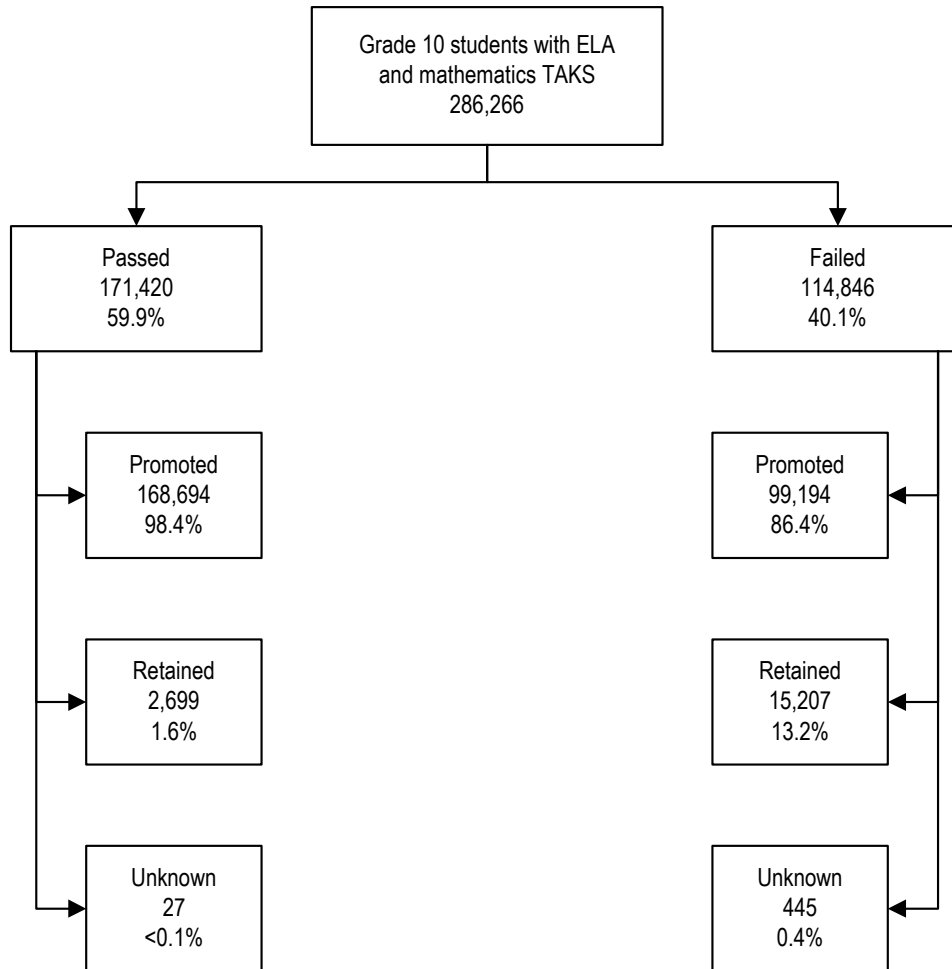 Grade 10 students with ELA
and mathematics TAKS
286,266
Passed
171,420
59.9%
Failed
114,846
40.1%
Promoted
168,694
98.4%
Promoted
99,194
86.4%
Retained
2,699
1.6%
Retained
15,207
13.2%
Unknown
27
<0.1%
Unknown
445
0.4%